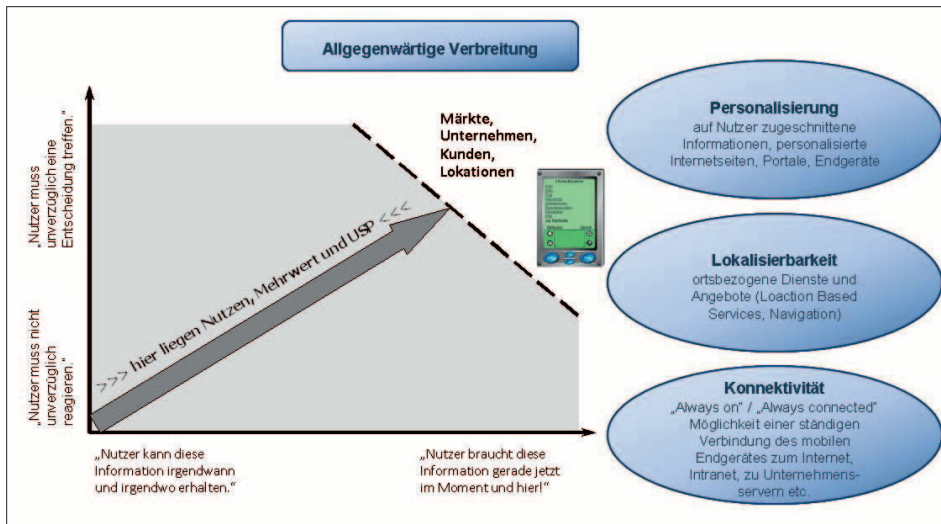 Allgegenwärtige Verbreitung
„Nutzer muss
unverzüglich eine
Entscheidung treffen.“
„Nutzer muss nicht
unverzüglich
reagieren.“
>>> hier liegen Nutzen, Mehrwert und USP <<<
Märkte,
Unternehmen,
Kunden,
Lokationen
„Nutzer kann diese
Information irgendwann
und irgendwo erhalten.“
„Nutzer braucht diese
Information gerade jetzt
im Moment und hier!“
Personalisierung
auf Nutzer zugeschnittene
Informationen, personalisierte
Internetseiten, Portale, Endgeräte
Lokalisierbarkeit
ortsbezogene Dienste und
Angebote (Loaction Based
Services, Navigation)
Konnektivität
„Always on“ / „Always connected“
Möglichkeit einer ständigen
Verbindung des mobilen
Endgerätes zum Internet,
Intranet, zu Unternehmens-
servern etc.